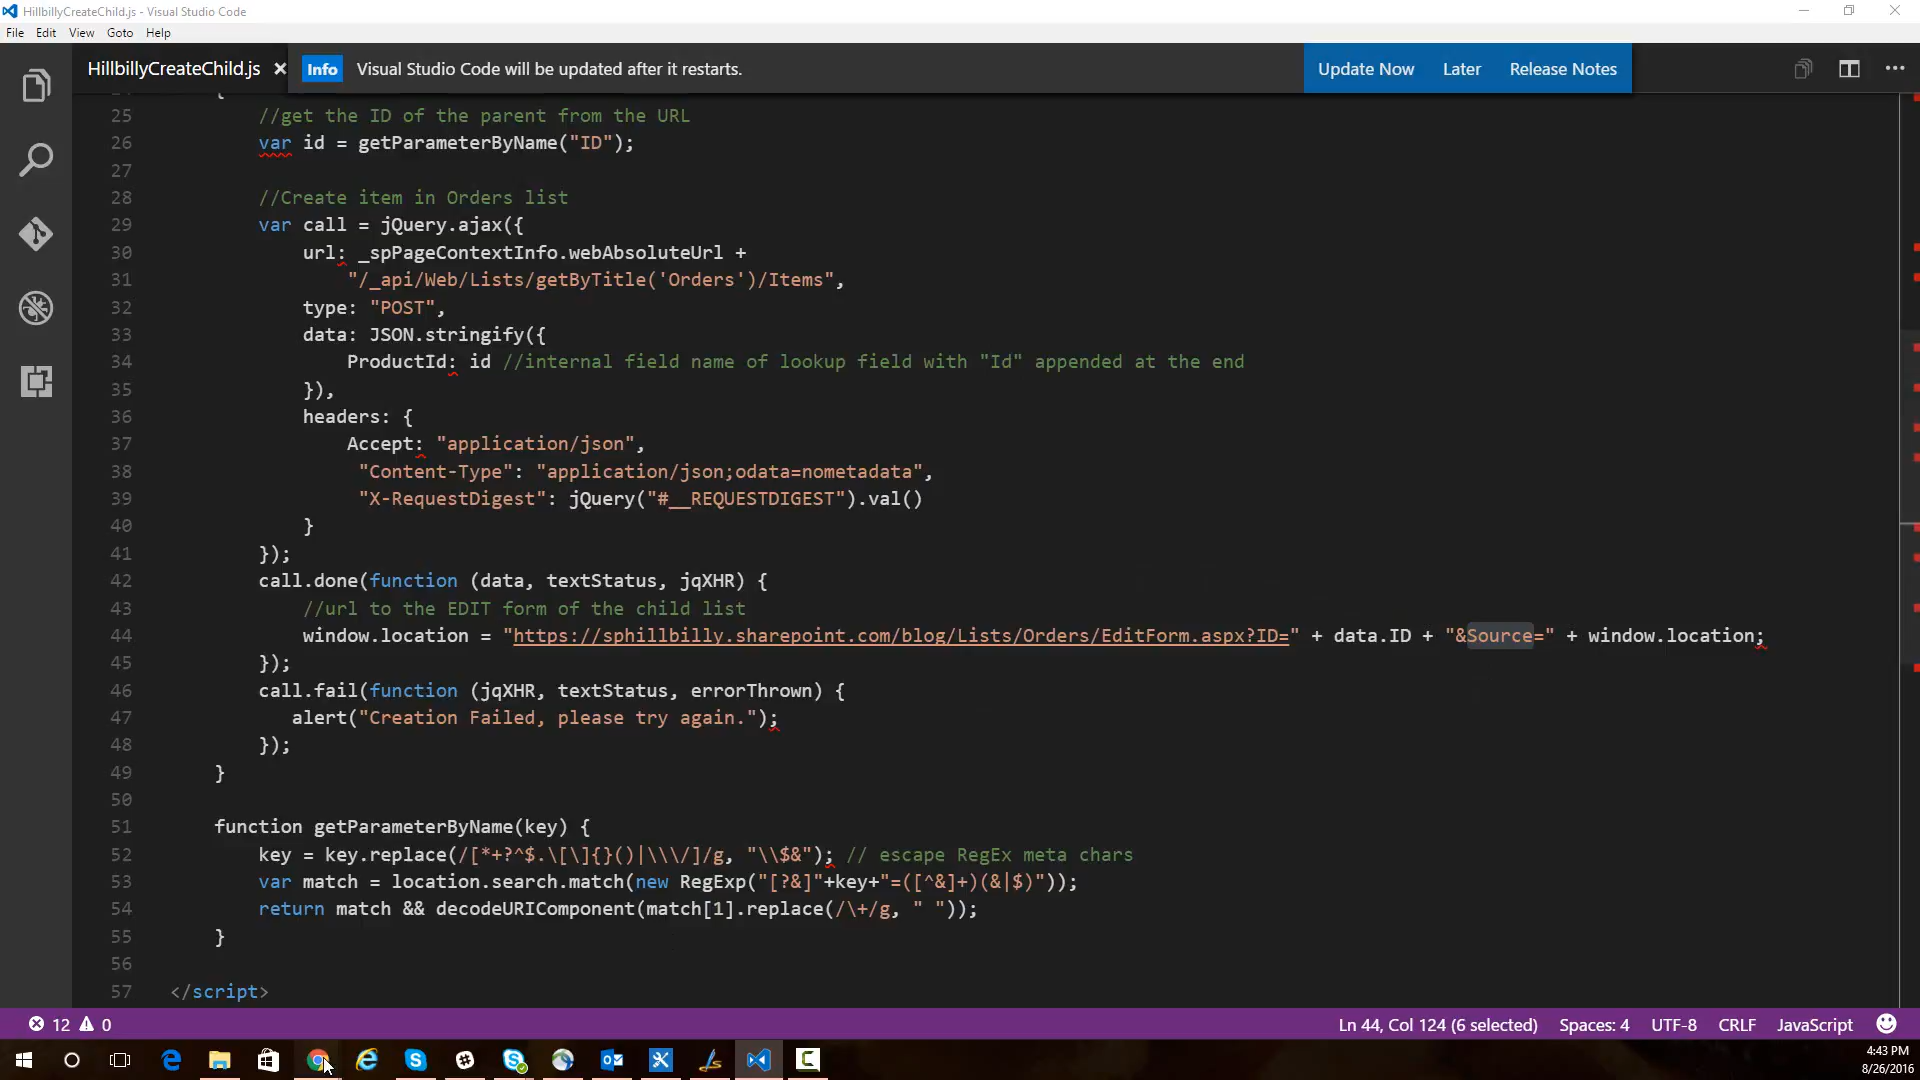 HillbillyCreateChild.js - Visual Studio Code
File Edit View Goto Help
HillbillyCreateChild.js × Info Visual Studio Code will be updated after it restarts. Update Now Later Release Notes
25 //get the ID of the parent from the URL
26 var id = getParameterByName("ID");
27
28 //Create item in Orders list
29 var call = jQuery.ajax({
30 url: _spPageContextInfo.webAbsoluteUrl +
31 "/_api/Web/Lists/getByTitle('Orders')/Items",
32 type: "POST",
33 data: JSON.stringify({
34 ProductId: id //internal field name of lookup field with "Id" appended at the end
35 }),
36 headers: {
37 Accept: "application/json",
38 "Content-Type": "application/json;odata=nometadata",
39 "X-RequestDigest": jQuery("#__REQUESTDIGEST").val()
40 }
41 });
42 call.done(function (data, textStatus, jqXHR) {
43 //url to the EDIT form of the child list
44 window.location = "https://sphillbilly.sharepoint.com/blog/Lists/Orders/EditForm.aspx?ID=" + data.ID + "&Source=" + window.location;
45 });
46 call.fail(function (jqXHR, textStatus, errorThrown) {
47 alert("Creation Failed, please try again.");
48 });
49 }
50
51 function getParameterByName(key) {
52 key = key.replace(/[*+?^$.\[\]{}()|\\\/]/g, "\\$&"); // escape RegEx meta chars
53 var match = location.search.match(new RegExp("[?&]"+key+"=([^&]+)(&|$)"));
54 return match && decodeURIComponent(match[1].replace(/\+/g, " "));
55 }
56
57 </script>
12 0 Ln 44, Col 124 (6 selected) Spaces: 4 UTF-8 CRLF JavaScript
4:43 PM
8/26/2016